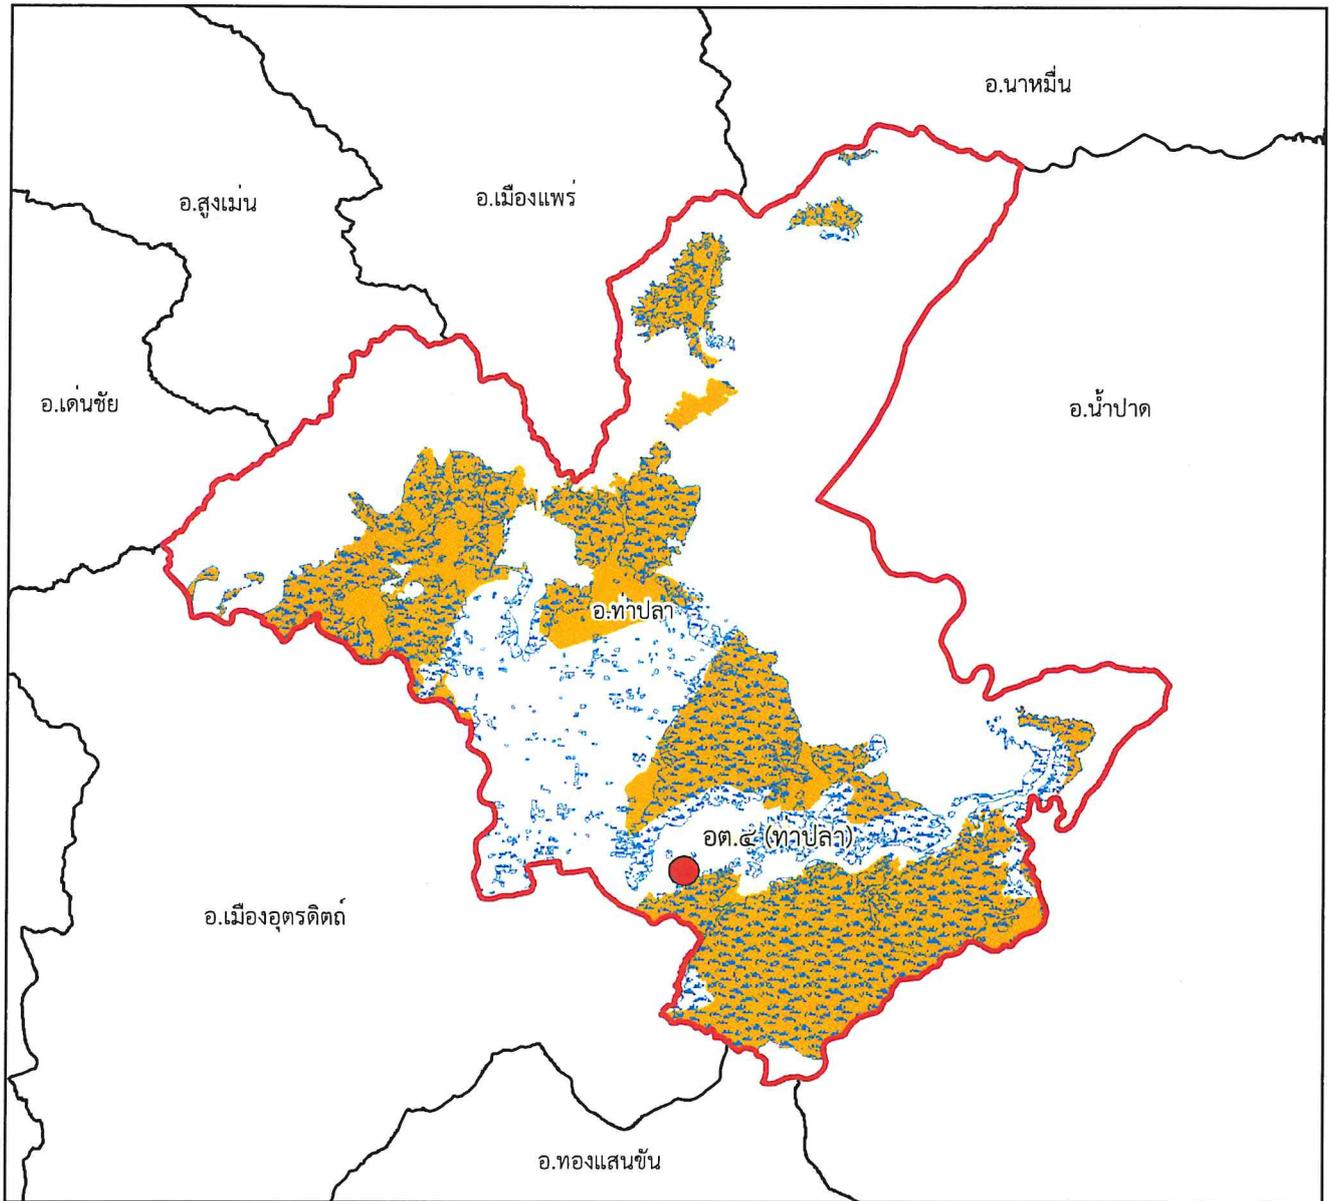 อ.นาหมื่น
อ.สูงเม่น
อ.เมืองแพร่
อ.เด่นชัย
อ.น้ำปาด
อ.ท่าปลา
อต.๔ (ท่าปลา)
อ.เมืองอุตรดิตถ์
อ.ทองแสนขัน